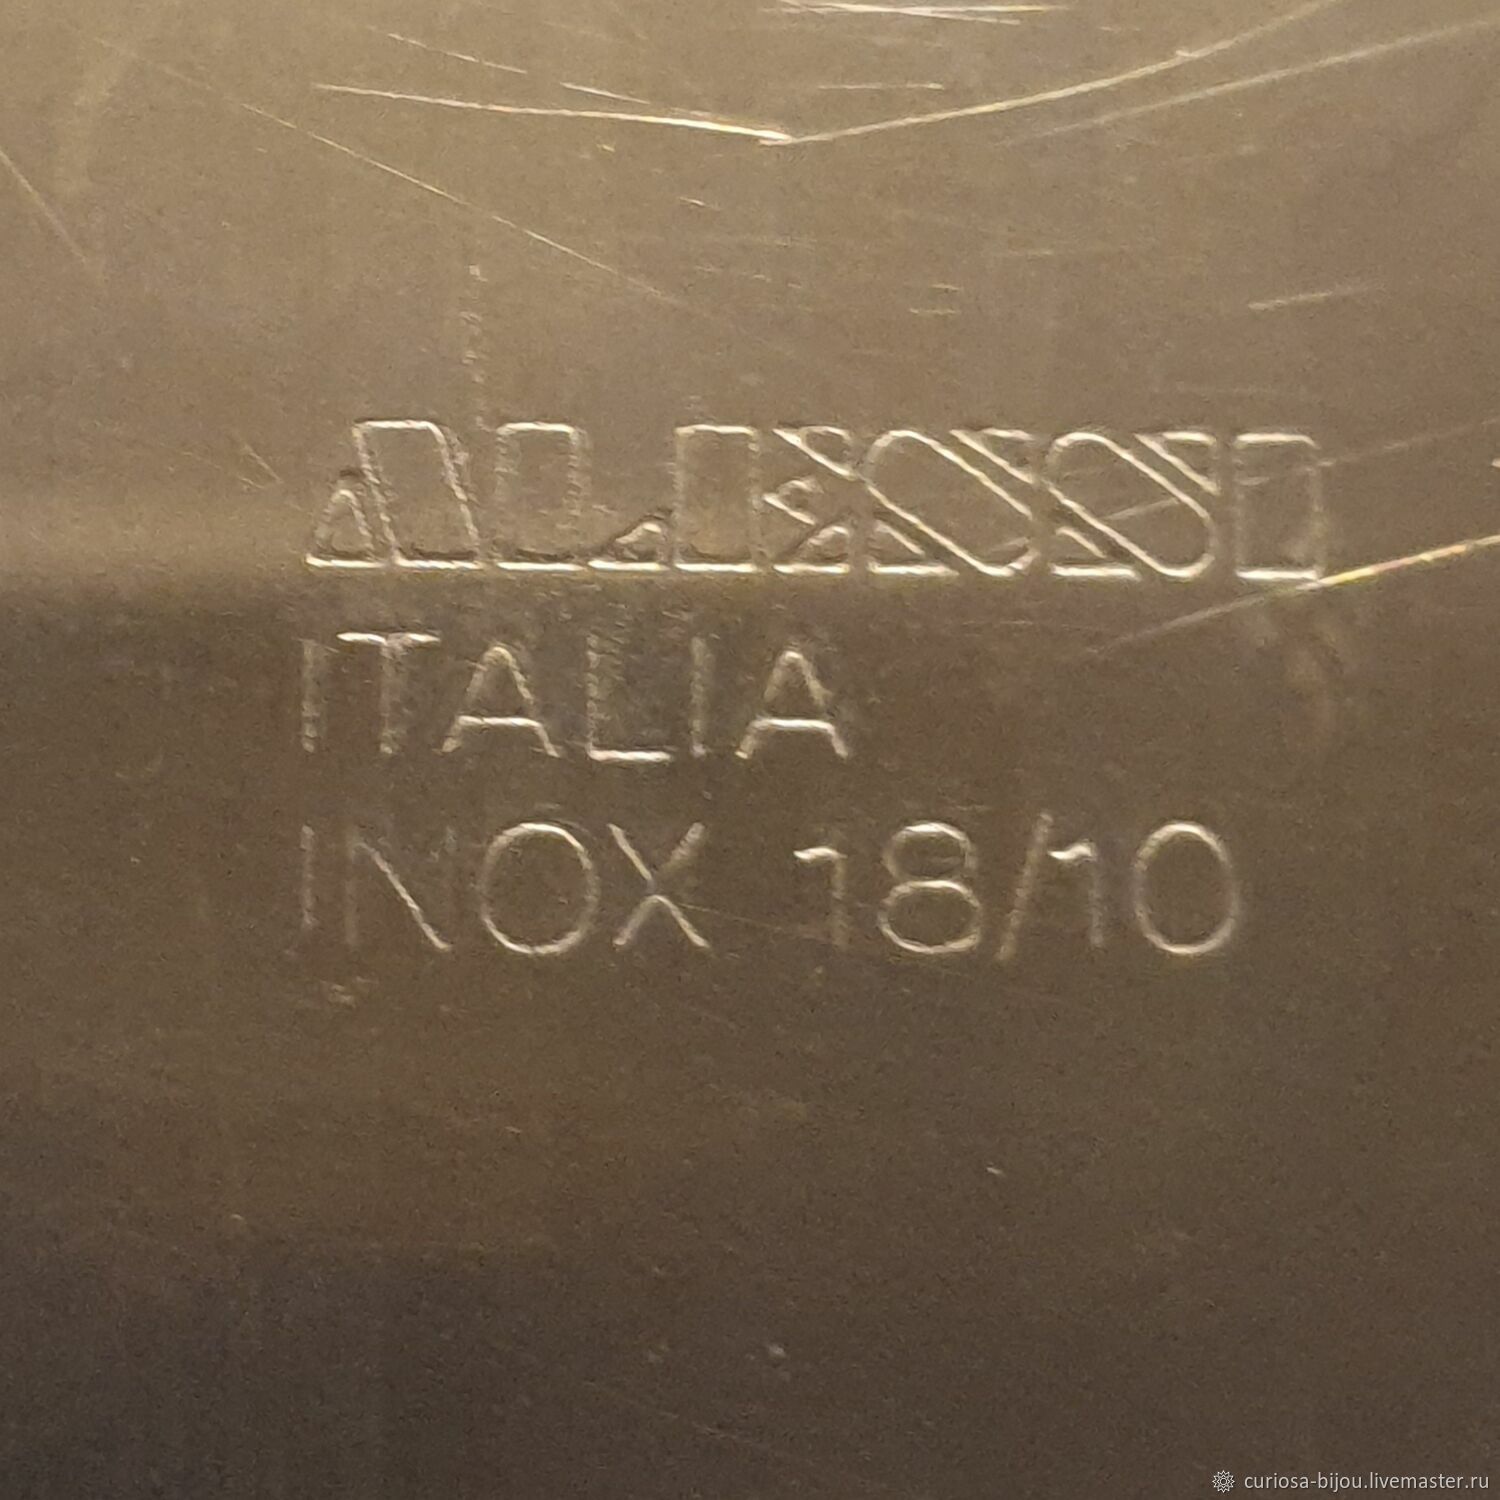 ALESSI
ITALIA
INOX 18/10
curiosa-bijou.livemaster.ru